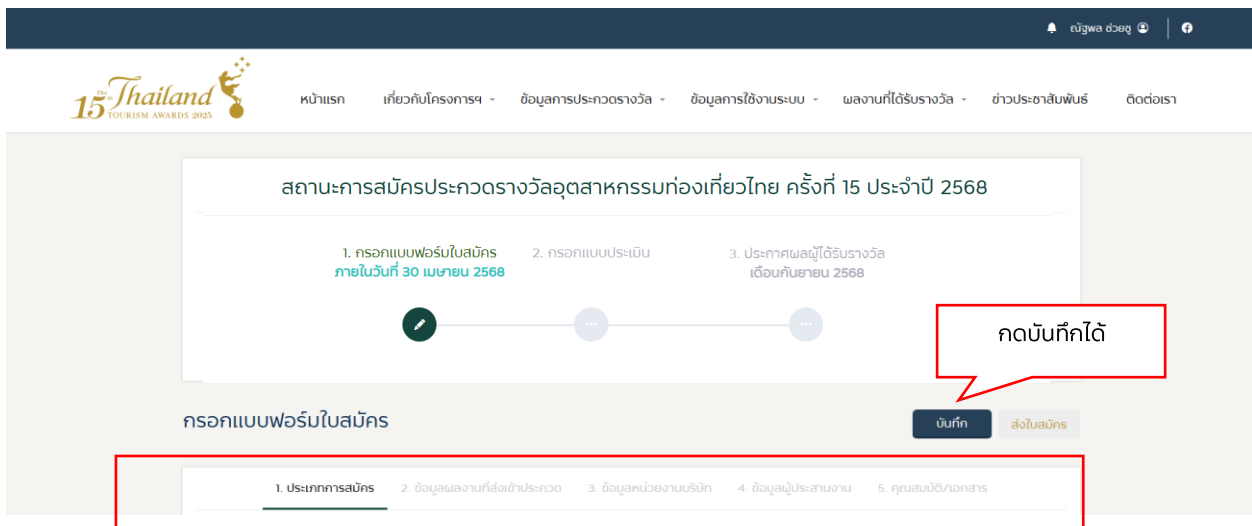 ณัฐพล ช่วยชู
The 15th Thailand
TOURISM AWARDS 2025
หน้าแรก เกี่ยวกับโครงการฯ ข้อมูลการประกวดรางวัล ข้อมูลการใช้งานระบบ ผลงานที่ได้รับรางวัล ข่าวประชาสัมพันธ์ ติดต่อเรา
สถานะการสมัครประกวดรางวัลอุตสาหกรรมท่องเที่ยวไทย ครั้งที่ 15 ประจำปี 2568
1. กรอกแบบฟอร์มใบสมัคร
ภายในวันที่ 30 เมษายน 2568
2. กรอกแบบประเมิน
3. ประกาศผลผู้ได้รับรางวัล
เดือนกันยายน 2568
กดบันทึกได้
กรอกแบบฟอร์มใบสมัคร
บันทึก ส่งใบสมัคร
1. ประเภทการสมัคร 2. ข้อมูลผลงานที่ส่งเข้าประกวด 3. ข้อมูลหน่วยงานบริษัท 4. ข้อมูลผู้ประสานงาน 5. คุณสมบัติ/เอกสาร